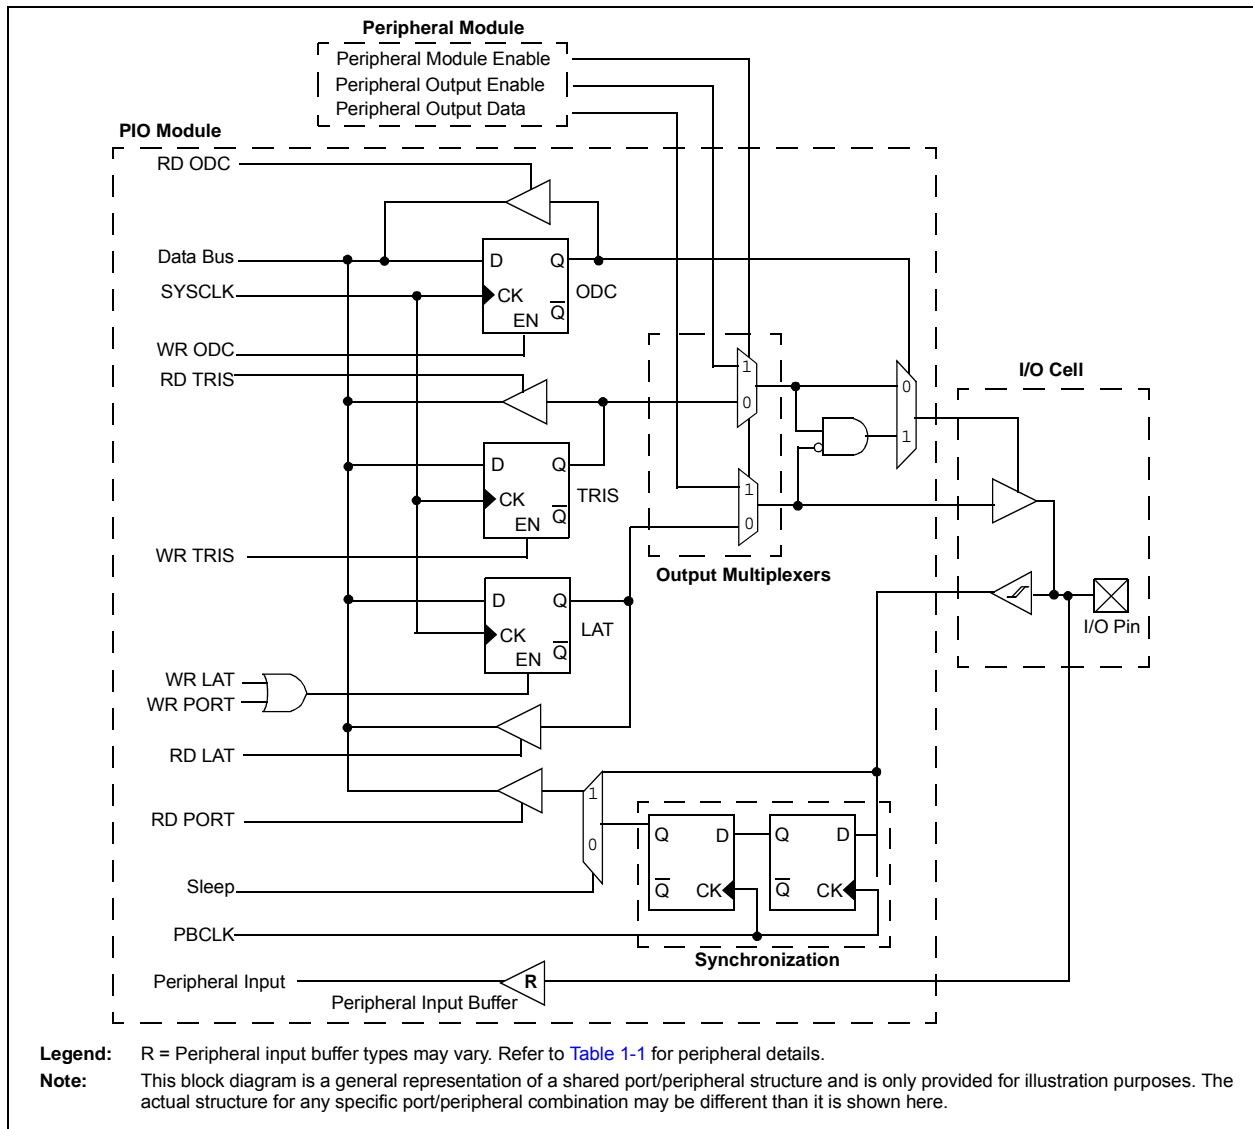 Peripheral Module
Peripheral Module Enable
Peripheral Output Enable
Peripheral Output Data
PIO Module
RD ODC
Data Bus
D Q
ODC
SYSCLK
CK
Q
EN
WR ODC
RD TRIS
1
0
I/O Cell
0
1
D Q
TRIS
CK
Q
EN
1
0
WR TRIS
Output Multiplexers
D Q
LAT
CK
Q
EN
I/O Pin
WR LAT
WR PORT
RD LAT
RD PORT
1
0
Q D
Q D
Sleep
Q CK
Q CK
PBCLK
Synchronization
Peripheral Input
R
Peripheral Input Buffer
Legend: R = Peripheral input buffer types may vary. Refer to Table 1-1 for peripheral details.
Note: This block diagram is a general representation of a shared port/peripheral structure and is only provided for illustration purposes. The
actual structure for any specific port/peripheral combination may be different than it is shown here.